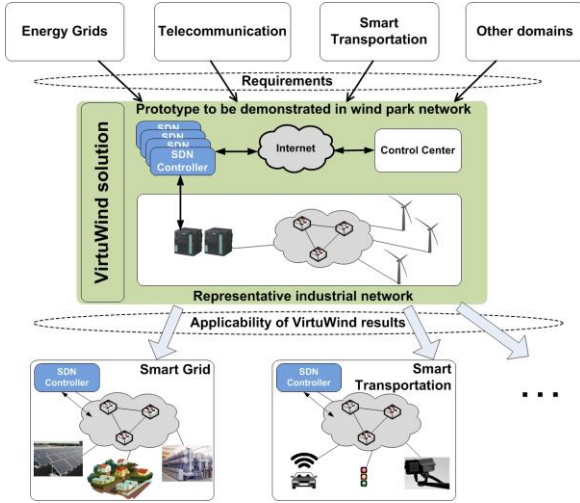 Energy Grids
Telecommunication
Smart
Transportation
Other domains
Requirements
Prototype to be demonstrated in wind park network
VirtuWind solution
SDN
SDN
SDN
SDN
Controller
Internet
Control Center
Representative industrial network
Applicability of VirtuWind results
SDN
Controller
Smart Grid
SDN
Controller
Smart
Transportation
...